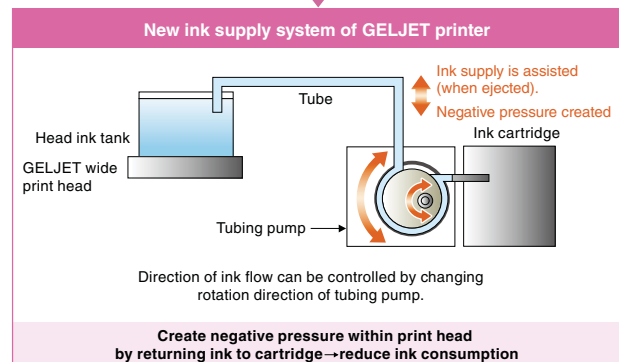 New ink supply system of GELJET printer
Ink supply is assisted
(when ejected).
Negative pressure created
Tube
Ink cartridge
Head ink tank
GELJET wide
print head
Tubing pump
Direction of ink flow can be controlled by changing
rotation direction of tubing pump.
Create negative pressure within print head
by returning ink to cartridge→reduce ink consumption